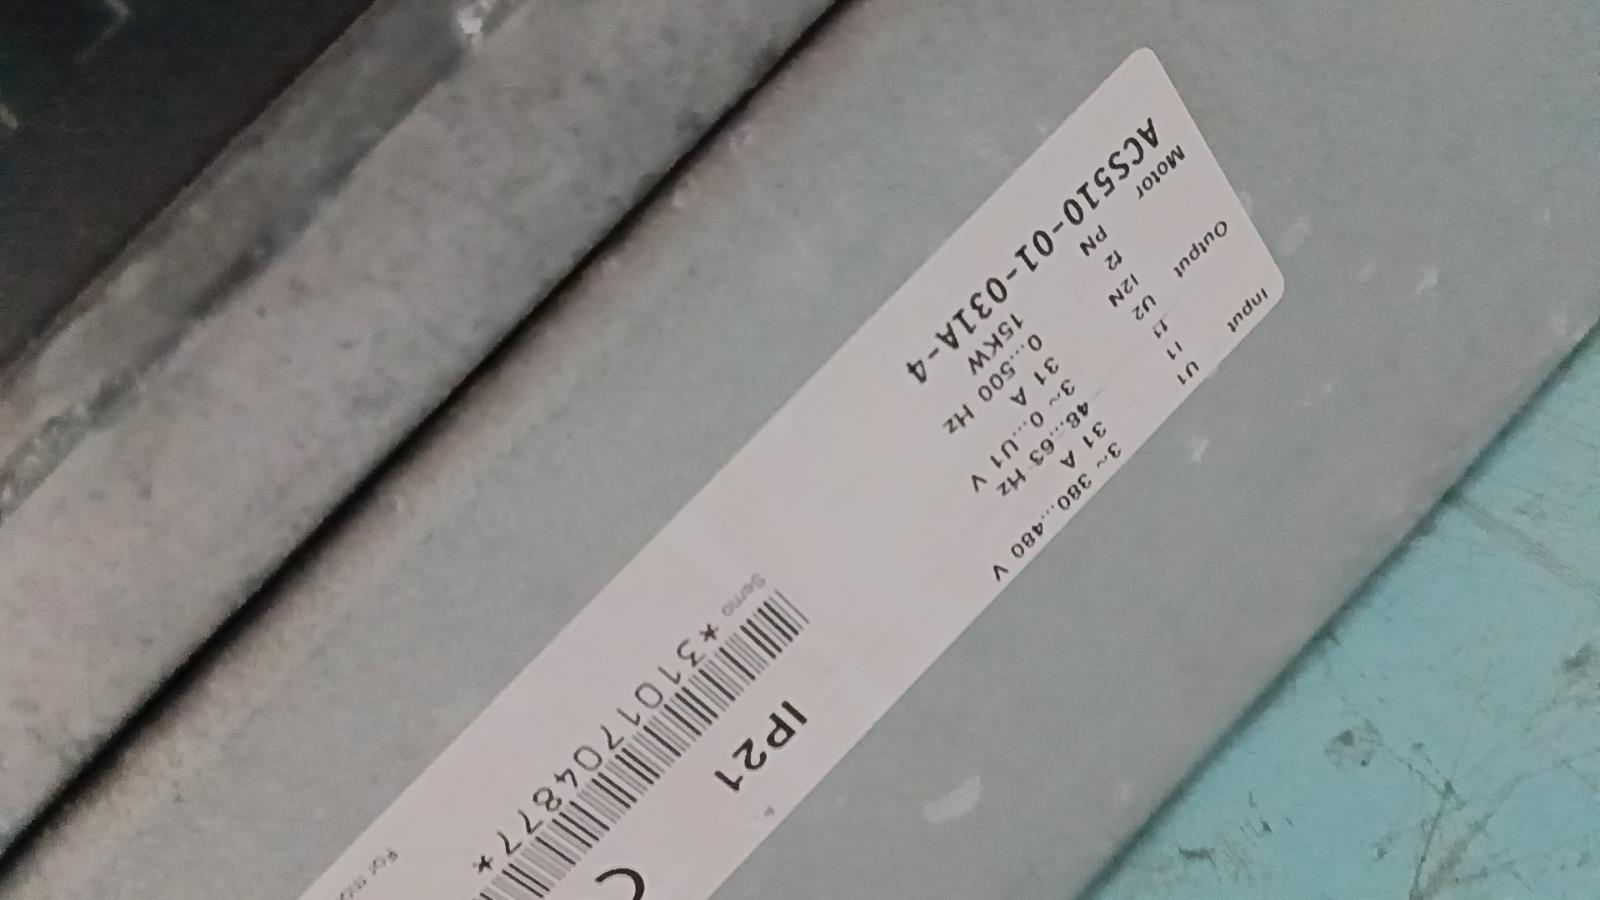 ACS510-01-031A-4
Input U1 3~ 380...480 V
I1 31 A
f1 48...63 Hz
Output U2 3~ 0...U1 V
I2N 31 A
f2 0...500 Hz
Motor PN 15KW
IP21
Serno *3101704877*
For